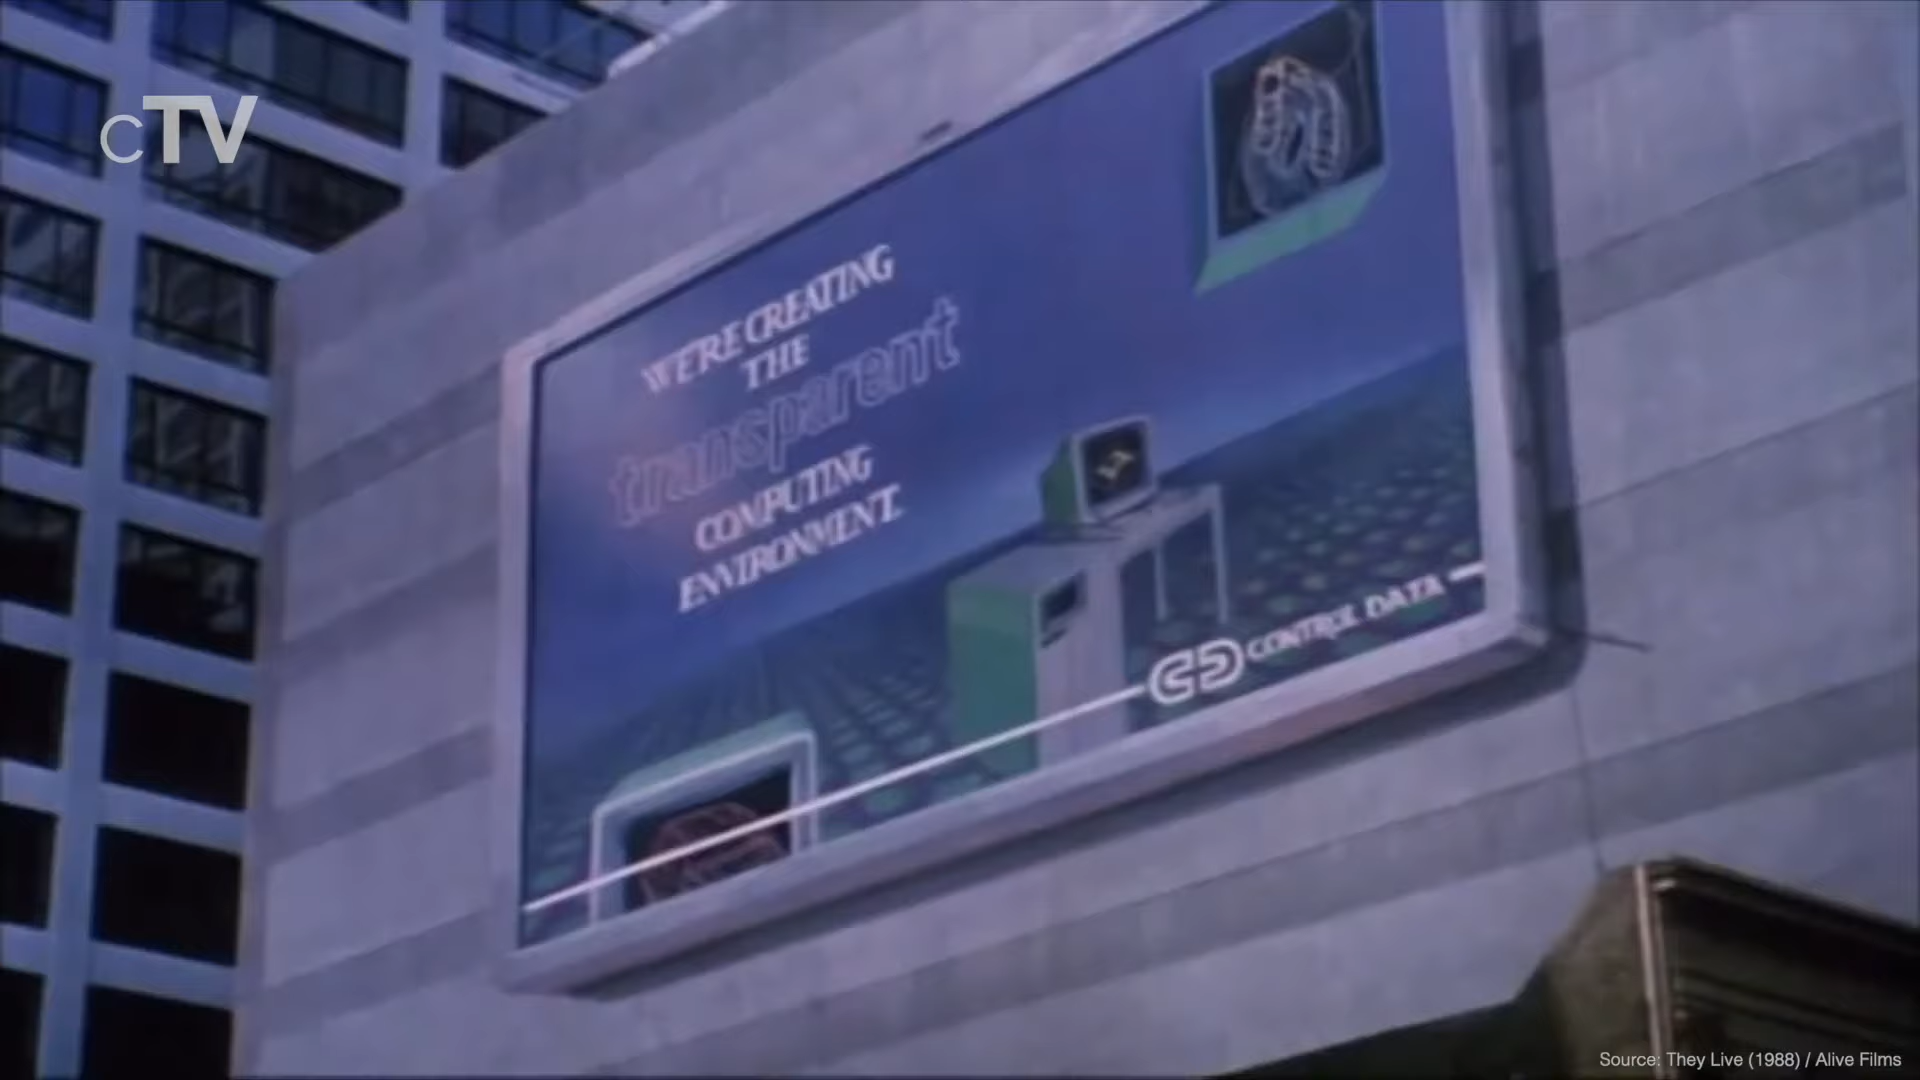 cTV
WE'RE CREATING
THE
transparent
COMPUTING
ENVIRONMENT.
CONTROL DATA
Source: They Live (1988) / Alive Films